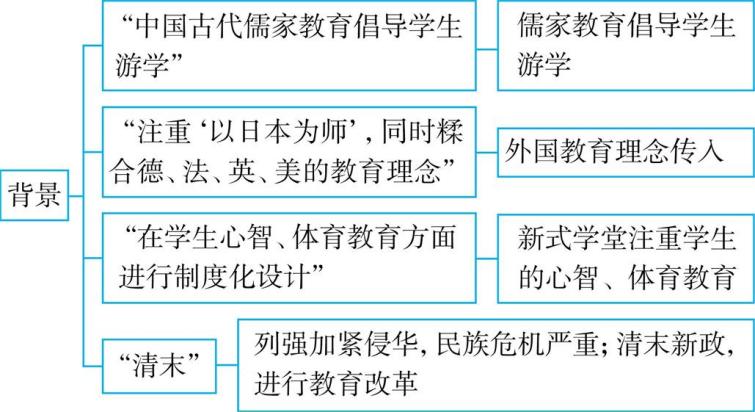 背景
“中国古代儒家教育倡导学生
游学”
儒家教育倡导学生
游学
“注重‘以日本为师’,同时糅
合德、法、英、美的教育理念”
外国教育理念传入
“在学生心智、体育教育方面
进行制度化设计”
新式学堂注重学生
的心智、体育教育
“清末”
列强加紧侵华,民族危机严重;清末新政,
进行教育改革